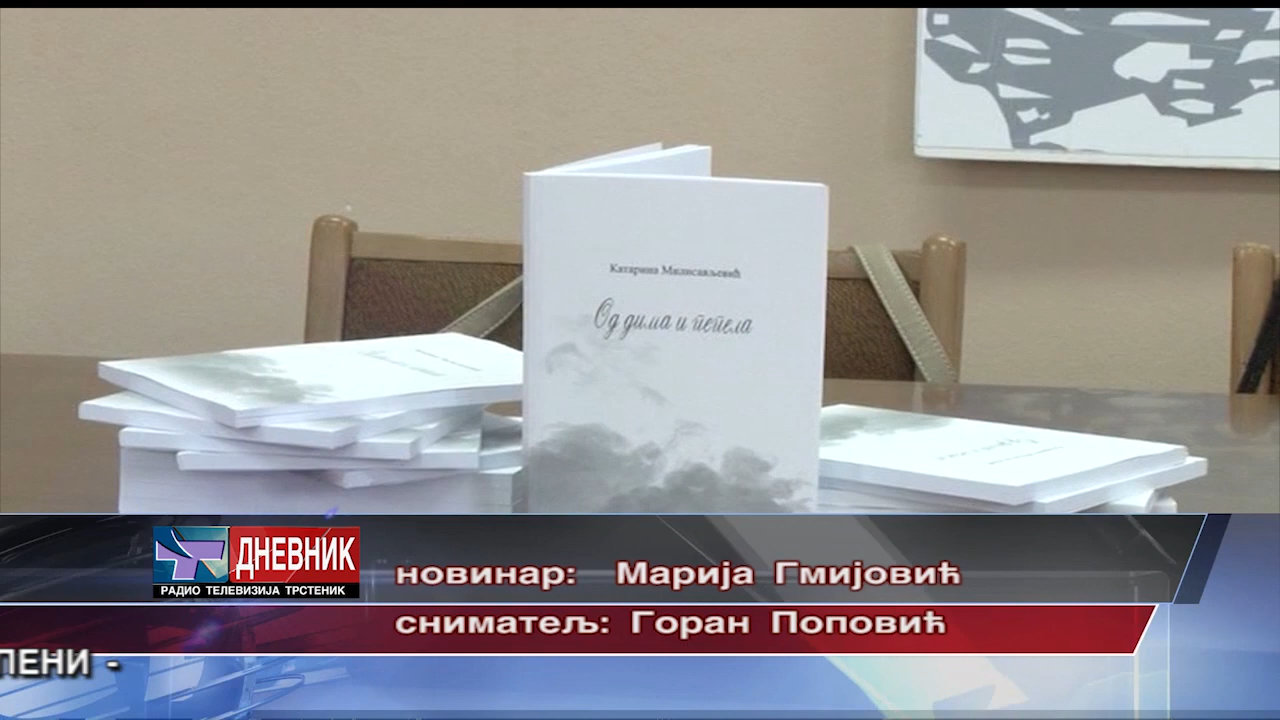 Катарина Милисављевић
Од дима и пепела
ДНЕВНИК
РАДИО ТЕЛЕВИЗИЈА ТРСТЕНИК
новинар: Марија Гмијовић
сниматељ: Горан Поповић
ПЕНИ -